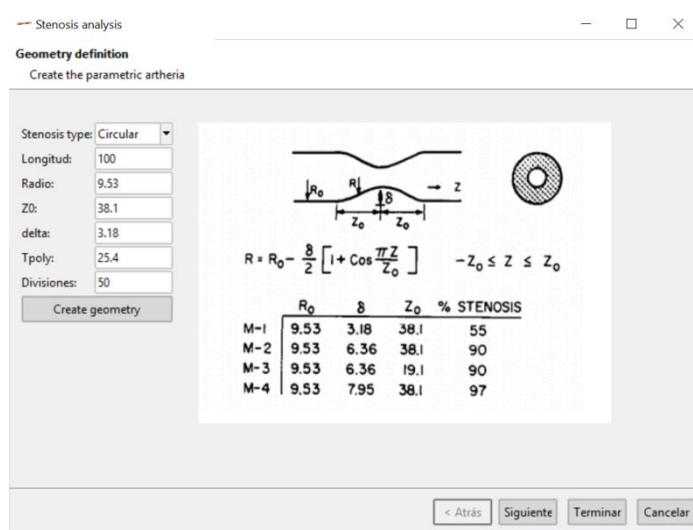 Stenosis analysis
Geometry definition
Create the parametric artheria
Stenosis type: Circular
Longitud: 100
Radio: 9.53
Z0: 38.1
delta: 3.18
Tpoly: 25.4
Divisiones: 50
Create geometry
R₀ R δ Z
Z₀ Z₀
R = R₀ - δ/2 [1 + Cos πZ/Z₀] -Z₀ ≤ Z ≤ Z₀
R₀ δ Z₀ % STENOSIS
M-1 9.53 3.18 38.1 55
M-2 9.53 6.36 38.1 90
M-3 9.53 6.36 19.1 90
M-4 9.53 7.95 38.1 97
< Atrás Siguiente Terminar Cancelar